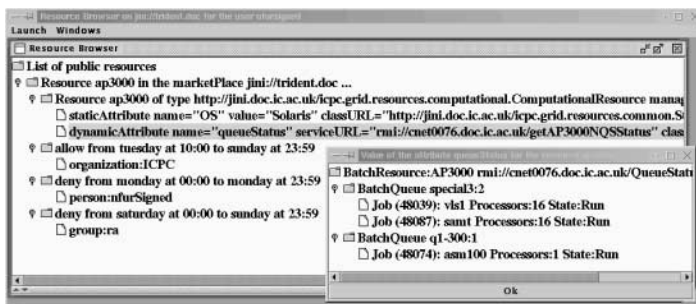 Resource Browser on jini://trident.doc for the user nfurSigned
Launch Windows
Resource Browser
List of public resources
Resource ap3000 in the marketPlace jini://trident.doc ...
Resource ap3000 of type http://jini.doc.ic.ac.uk/icpc.grid.resources.computational.ComputationalResource manag
staticAttribute name="OS" value="Solaris" classURL="http://jini.doc.ic.ac.uk/icpc.grid.resources.common.S
dynamicAttribute name="queueStatus" serviceURL="rmi://cnet0076.doc.ic.ac.uk/getAP3000NQSStatus" clas
allow from tuesday at 10:00 to sunday at 23:59
organization:ICPC
deny from monday at 00:00 to monday at 23:59
person:nfurSigned
deny from saturday at 00:00 to sunday at 23:59
group:ra
Value of the attribute queueStatus for the resource
BatchResource:AP3000 rmi://cnet0076.doc.ic.ac.uk/QueueStatu
BatchQueue special3:2
Job (48039): vls1 Processors:16 State:Run
Job (48087): samt Processors:16 State:Run
BatchQueue q1-300:1
Job (48074): asm100 Processors:1 State:Run
Ok